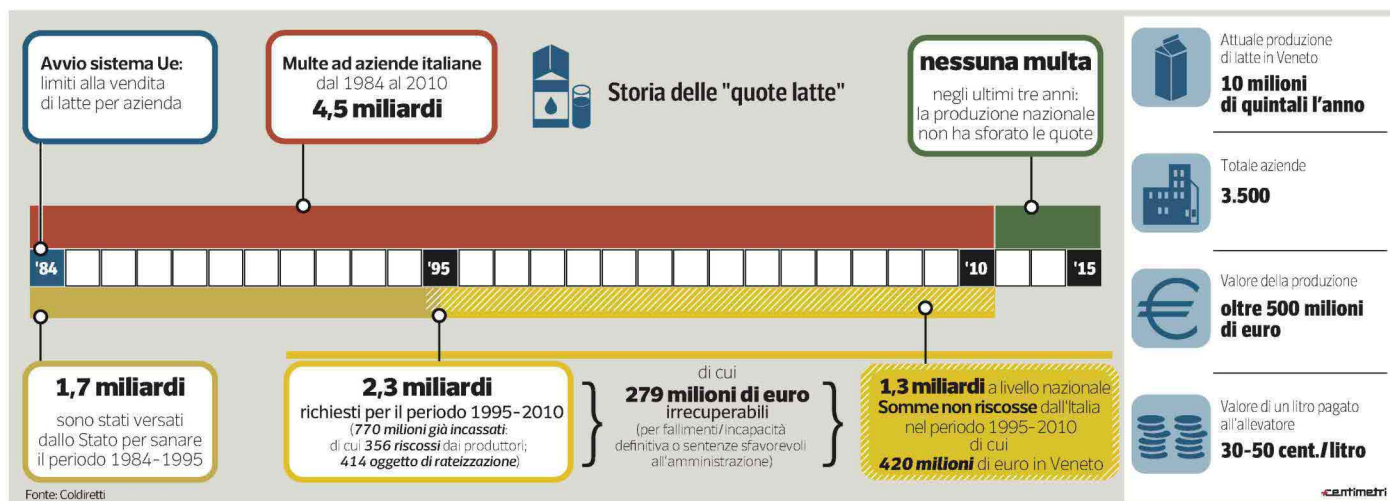 Avvio sistema Ue:
limiti alla vendita
di latte per azienda
Multe ad aziende italiane
dal 1984 al 2010
4,5 miliardi
Storia delle "quote latte"
nessuna multa
negli ultimi tre anni:
la produzione nazionale
non ha sforato le quote
'84
'95
'10
'15
1,7 miliardi
sono stati versati
dallo Stato per sanare
il periodo 1984-1995
2,3 miliardi
richiesti per il periodo 1995-2010
(770 milioni già incassati:
di cui 356 riscossi dai produttori;
414 oggetto di rateizzazione)
di cui
279 milioni di euro
irrecuperabili
(per fallimenti/incapacità
definitiva o sentenze sfavorevoli
all'amministrazione)
1,3 miliardi a livello nazionale
Somme non riscosse dall'Italia
nel periodo 1995-2010
di cui
420 milioni di euro in Veneto
Fonte: Coldiretti
Attuale produzione
di latte in Veneto
10 milioni
di quintali l'anno
Totale aziende
3.500
Valore della produzione
oltre 500 milioni
di euro
Valore di un litro pagato
all'allevatore
30-50 cent./litro
centimetri